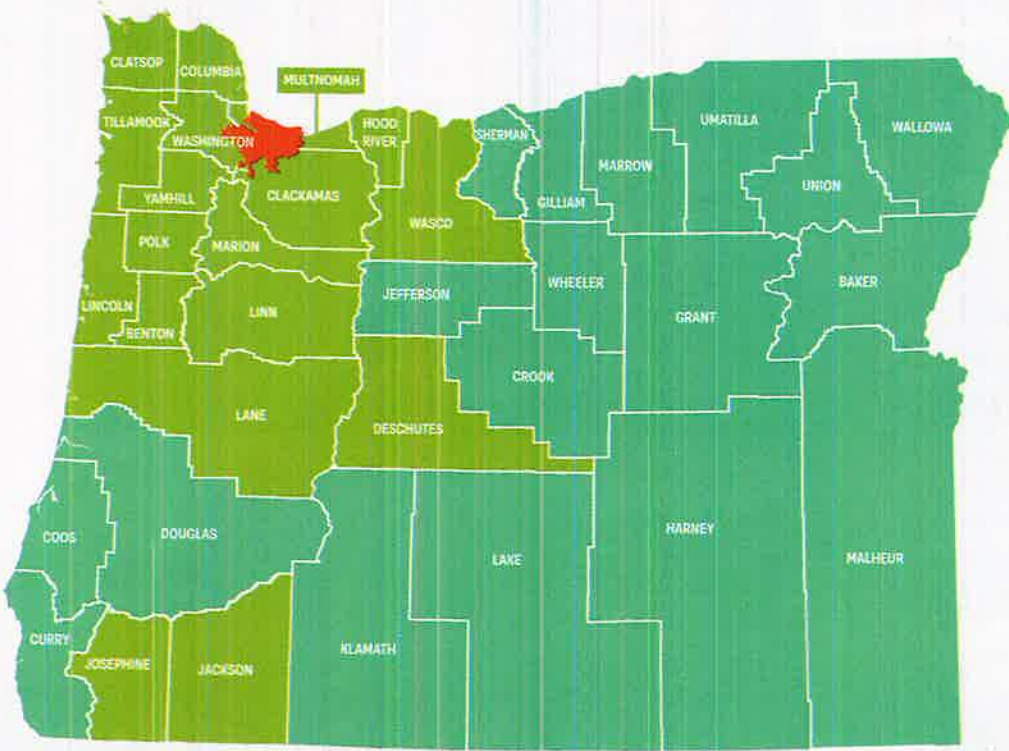 CLATSOP
COLUMBIA
MULTNOMAH
TILLAMOOK
WASHINGTON
HOOD
RIVER
SHERMAN
UMATILLA
WALLOWA
MARROW
GILLIAM
UNION
YAMHILL
CLACKAMAS
WASCO
POLK
MARION
JEFFERSON
WHEELER
BAKER
LINCOLN
LINN
GRANT
BENTON
CROOK
LANE
DESCHUTES
COOS
DOUGLAS
HARNEY
LAKE
MALHEUR
CURRY
KLAMATH
JOSEPHINE
JACKSON